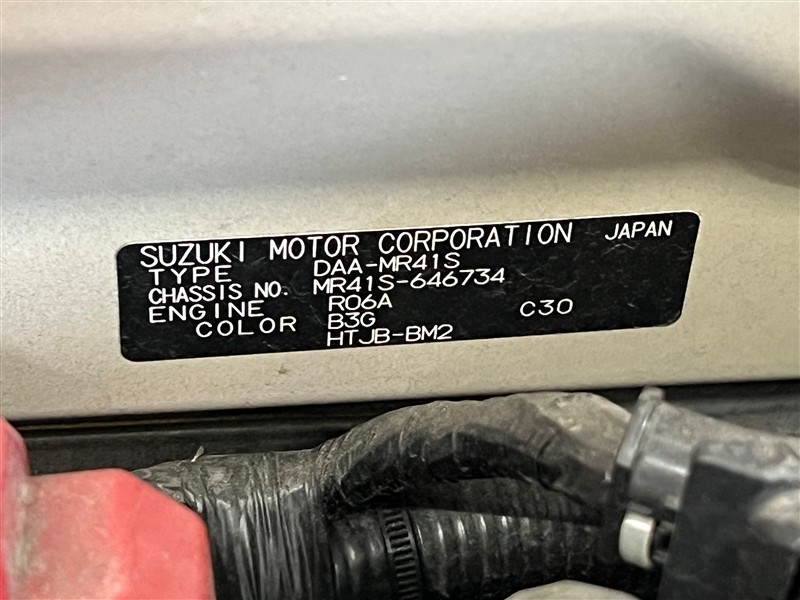 SUZUKI MOTOR CORPORATION JAPAN
TYPE DAA-MR41S
CHASSIS NO. MR41S-646734
ENGINE R06A
COLOR B3G C30
HTJB-BM2